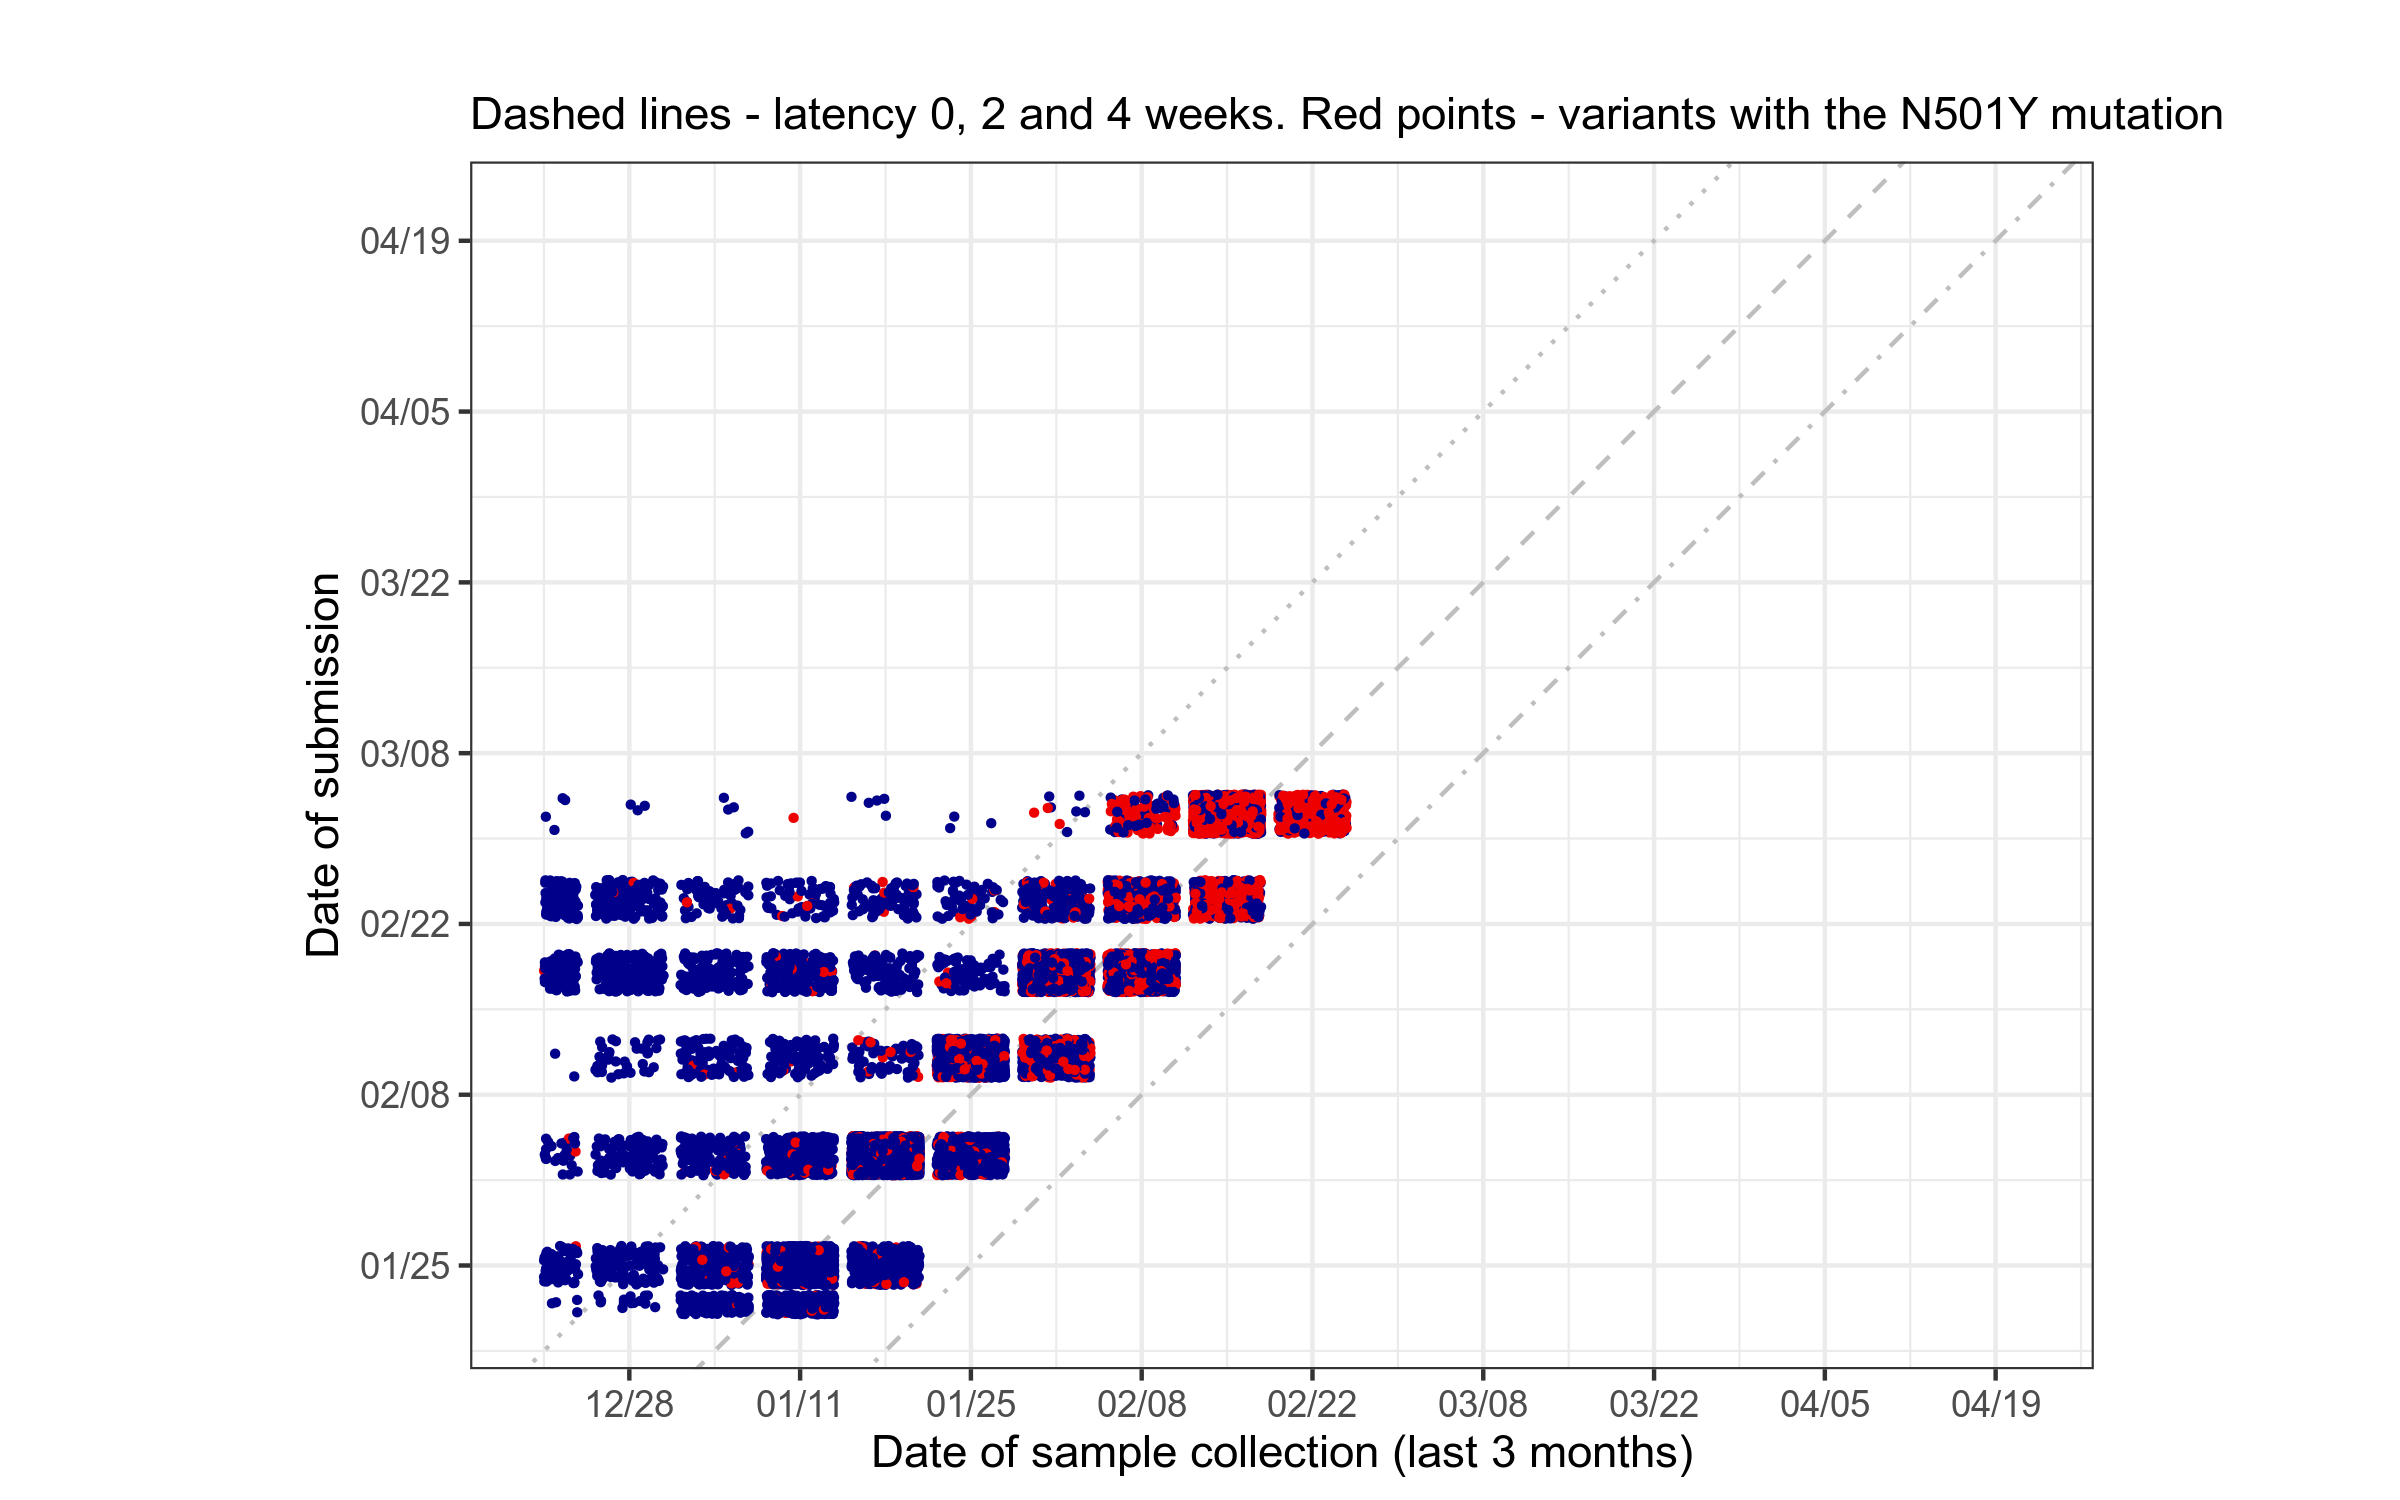 Dashed lines - latency 0, 2 and 4 weeks. Red points - variants with the N501Y mutation
Date of submission
04/19
04/05
03/22
03/08
02/22
02/08
01/25
12/28 01/11 01/25 02/08 02/22 03/08 03/22 04/05 04/19
Date of sample collection (last 3 months)